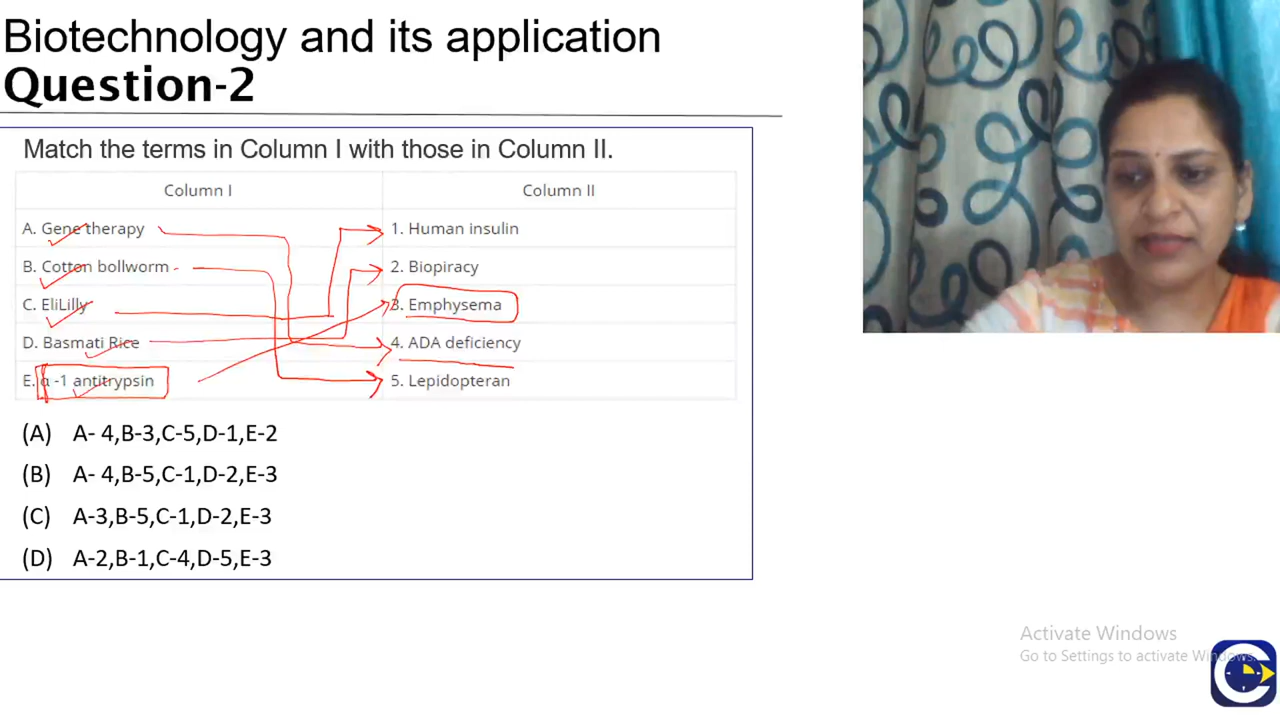 Biotechnology and its application
Question-2
Match the terms in Column I with those in Column II.
Column I Column II
A. Gene therapy 1. Human insulin
B. Cotton bollworm 2. Biopiracy
C. EliLilly 3. Emphysema
D. Basmati Rice 4. ADA deficiency
E. α -1 antitrypsin 5. Lepidopteran
(A) A- 4,B-3,C-5,D-1,E-2
(B) A- 4,B-5,C-1,D-2,E-3
(C) A-3,B-5,C-1,D-2,E-3
(D) A-2,B-1,C-4,D-5,E-3
Activate Windows
Go to Settings to activate Windows.